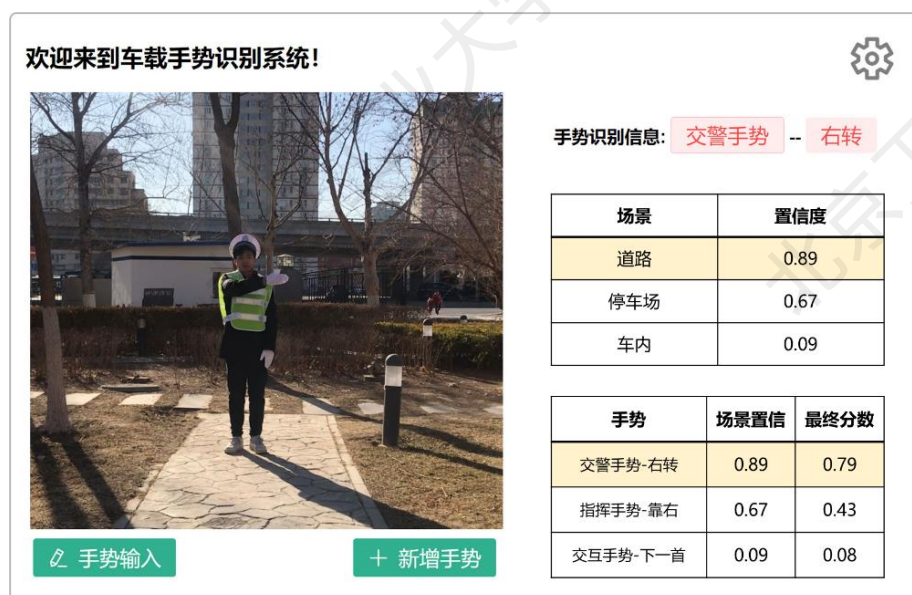 欢迎来到车载手势识别系统!
手势识别信息: 交警手势 -- 右转
场景 置信度
道路 0.89
停车场 0.67
车内 0.09
手势 场景置信 最终分数
交警手势-右转 0.89 0.79
指挥手势-靠右 0.67 0.43
交互手势-下一首 0.09 0.08
手势输入
+ 新增手势